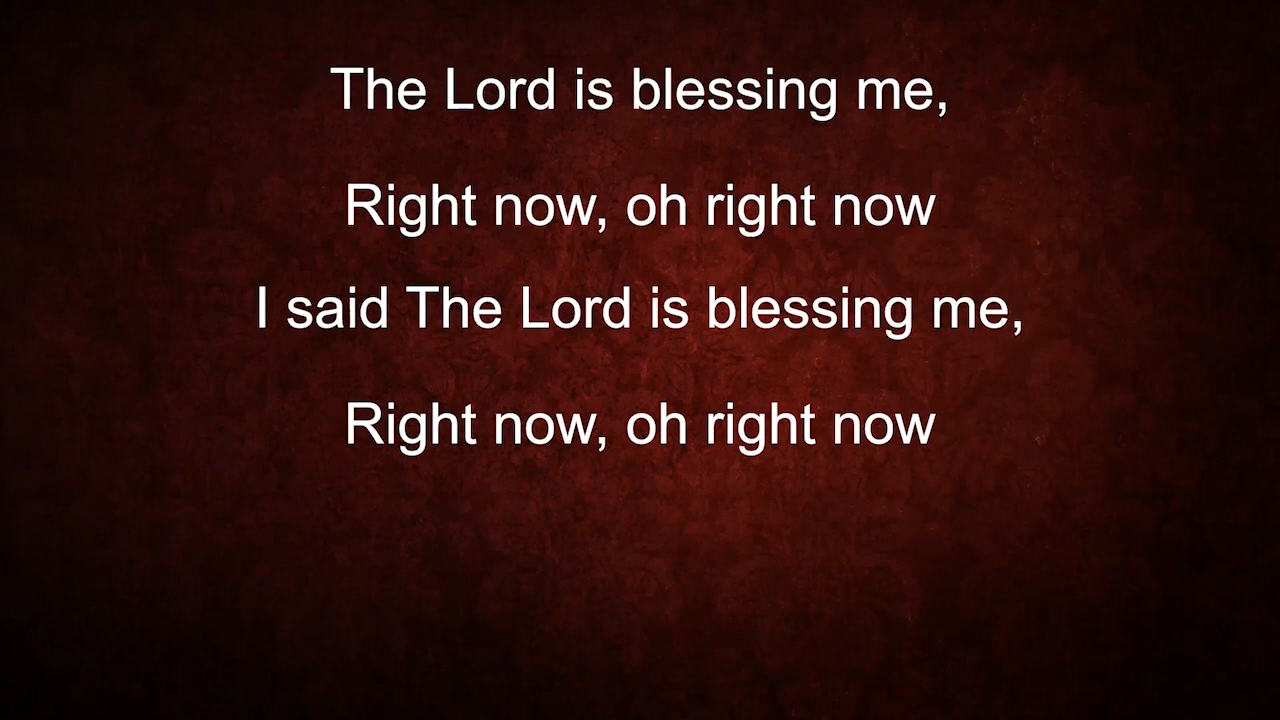 The Lord is blessing me,
Right now, oh right now
I said The Lord is blessing me,
Right now, oh right now